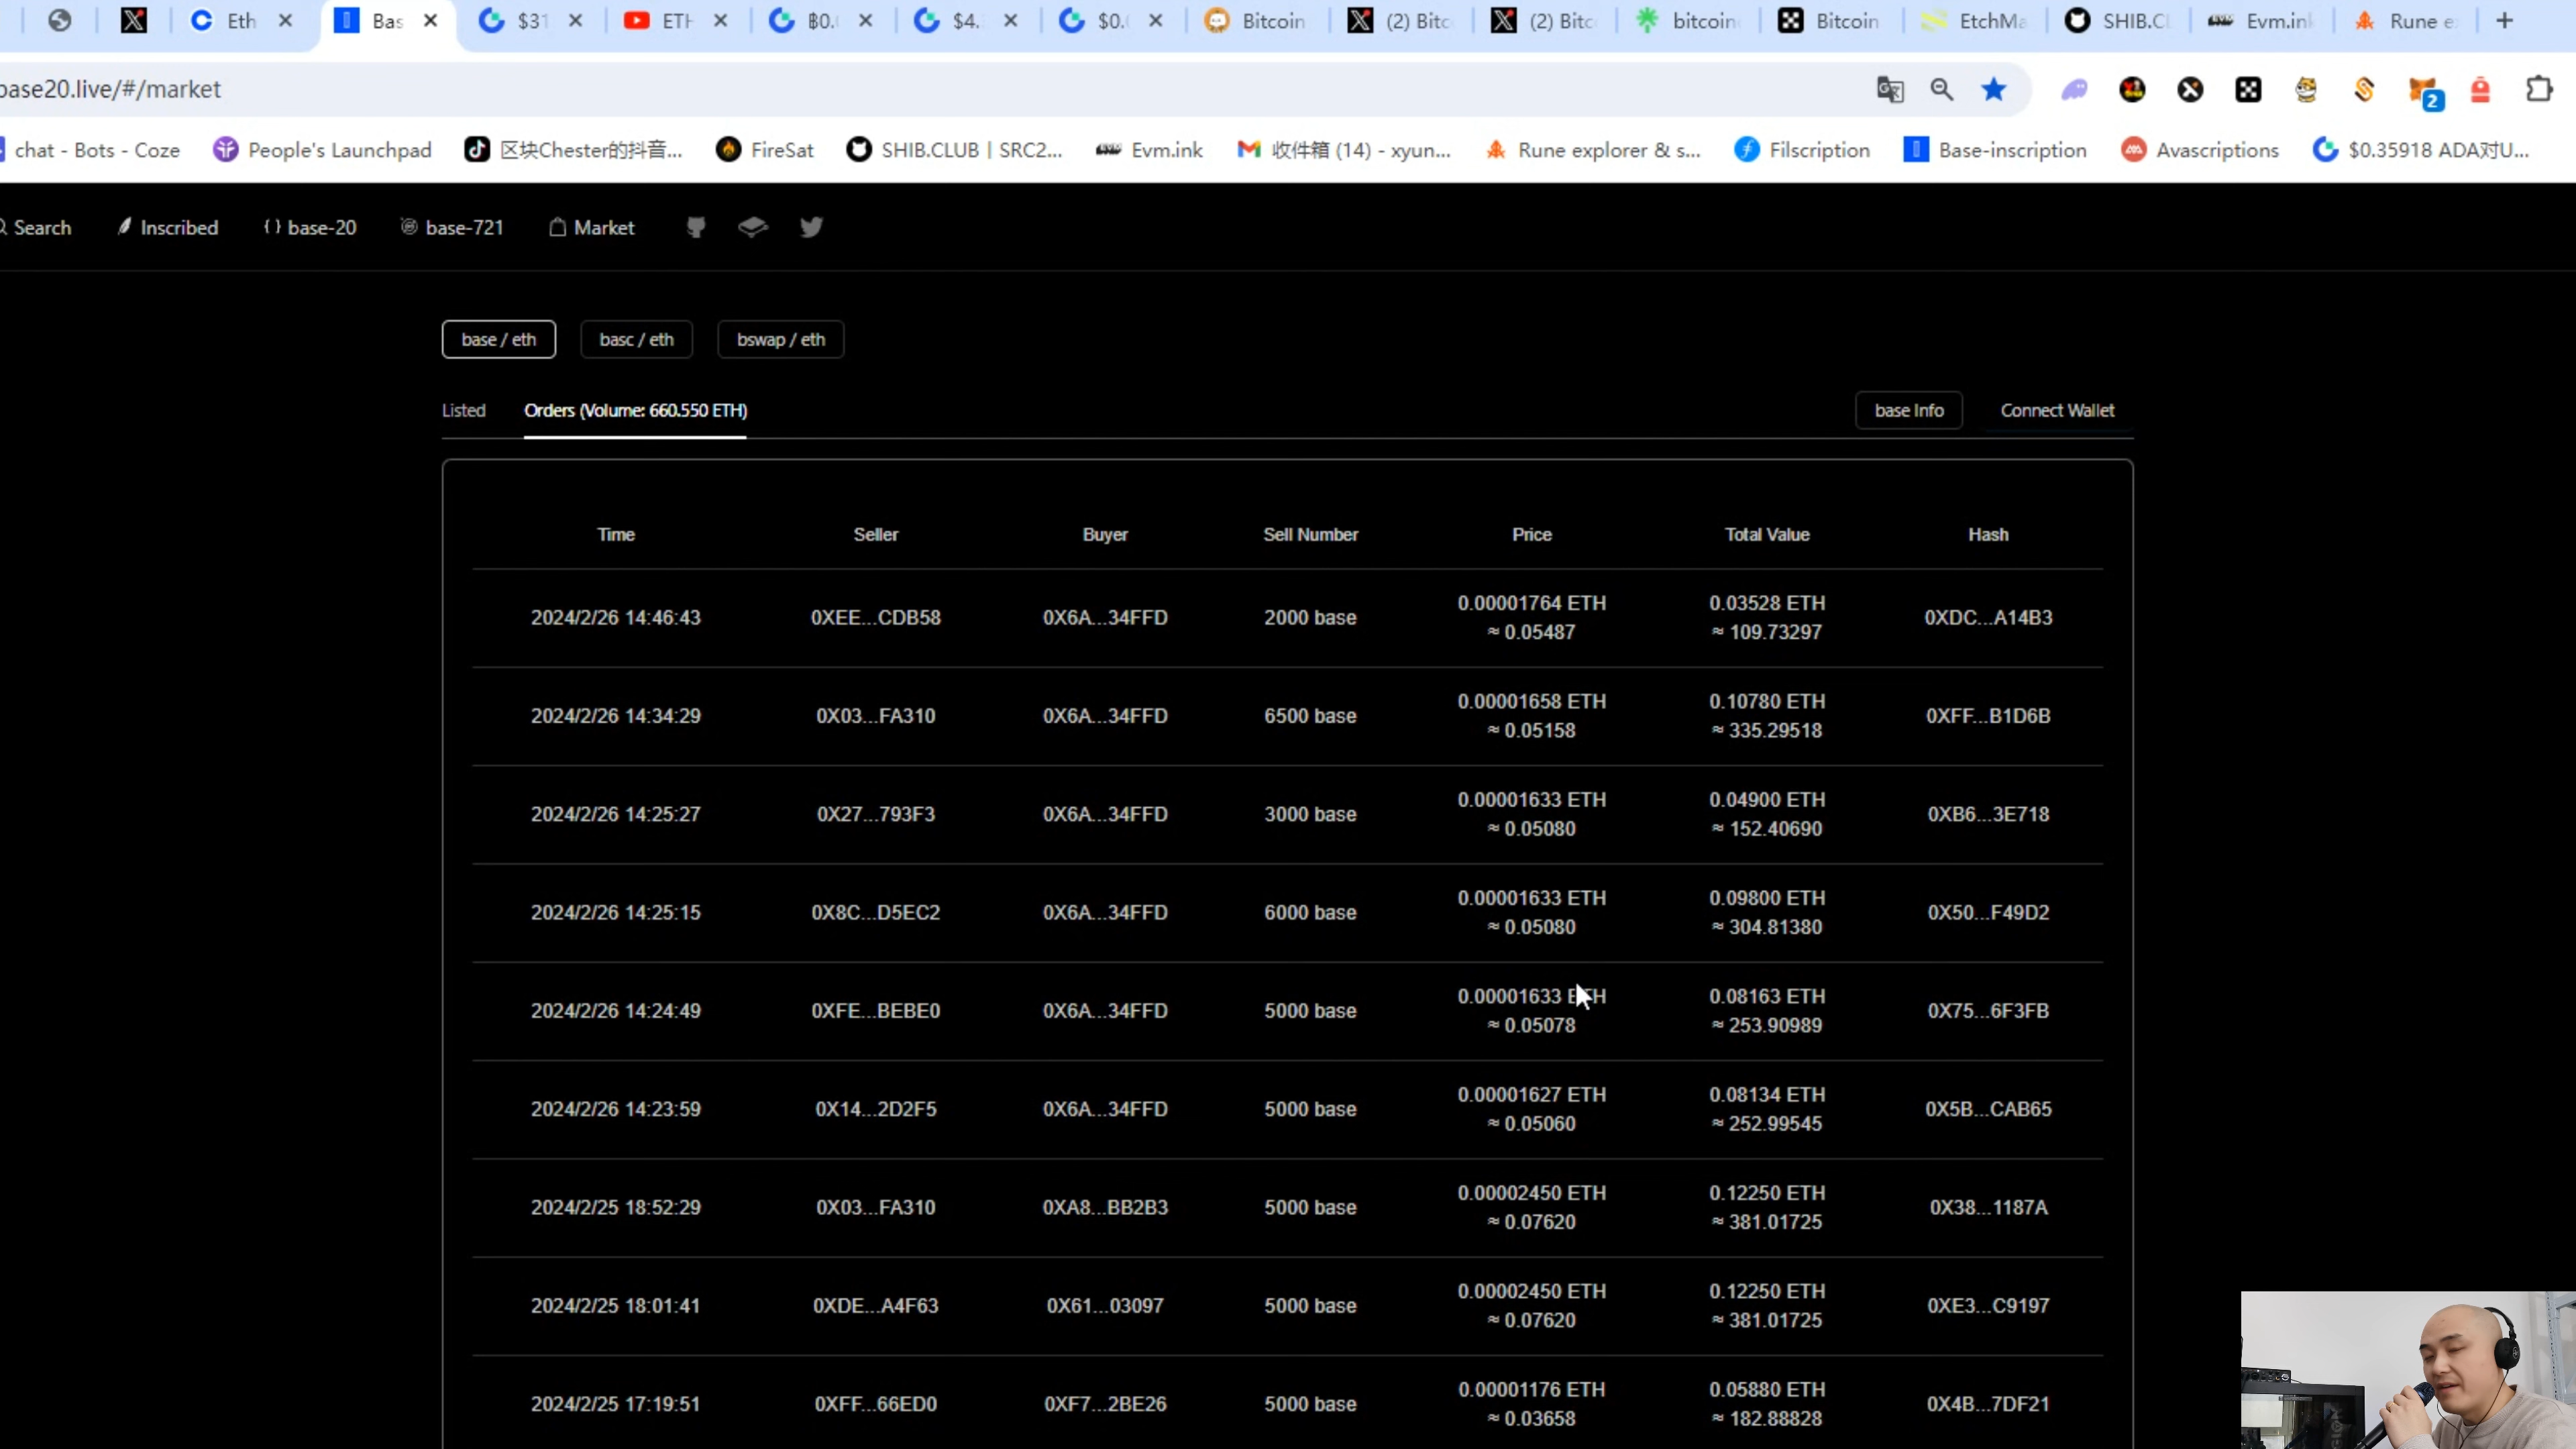 Eth Bas $31 ETH ฿0. $4. $0. Bitcoin (2) Bitc (2) Bitc bitcoin Bitcoin EtchMa SHIB.CL Evm.ink Rune e
base20.live/#/market
2
chat - Bots - Coze People's Launchpad 区块Chester的抖音... FireSat SHIB.CLUB | SRC2... Evm.ink 收件箱 (14) - xyun... Rune explorer & s... Filscription Base-inscription Avascriptions $0.35918 ADA对U...
Search Inscribed base-20 base-721 Market
base / eth basc / eth bswap / eth
Listed Orders (Volume: 660.550 ETH) base Info Connect Wallet
Time Seller Buyer Sell Number Price Total Value Hash
2024/2/26 14:46:43 0XEE...CDB58 0X6A...34FFD 2000 base 0.00001764 ETH 0.03528 ETH 0XDC...A14B3
≈ 0.05487 ≈ 109.73297
2024/2/26 14:34:29 0X03...FA310 0X6A...34FFD 6500 base 0.00001658 ETH 0.10780 ETH 0XFF...B1D6B
≈ 0.05158 ≈ 335.29518
2024/2/26 14:25:27 0X27...793F3 0X6A...34FFD 3000 base 0.00001633 ETH 0.04900 ETH 0XB6...3E718
≈ 0.05080 ≈ 152.40690
2024/2/26 14:25:15 0X8C...D5EC2 0X6A...34FFD 6000 base 0.00001633 ETH 0.09800 ETH 0X50...F49D2
≈ 0.05080 ≈ 304.81380
2024/2/26 14:24:49 0XFE...BEBE0 0X6A...34FFD 5000 base 0.00001633 ETH 0.08163 ETH 0X75...6F3FB
≈ 0.05078 ≈ 253.90989
2024/2/26 14:23:59 0X14...2D2F5 0X6A...34FFD 5000 base 0.00001627 ETH 0.08134 ETH 0X5B...CAB65
≈ 0.05060 ≈ 252.99545
2024/2/25 18:52:29 0X03...FA310 0XA8...BB2B3 5000 base 0.00002450 ETH 0.12250 ETH 0X38...1187A
≈ 0.07620 ≈ 381.01725
2024/2/25 18:01:41 0XDE...A4F63 0X61...03097 5000 base 0.00002450 ETH 0.12250 ETH 0XE3...C9197
≈ 0.07620 ≈ 381.01725
2024/2/25 17:19:51 0XFF...66ED0 0XF7...2BE26 5000 base 0.00001176 ETH 0.05880 ETH 0X4B...7DF21
≈ 0.03658 ≈ 182.88828